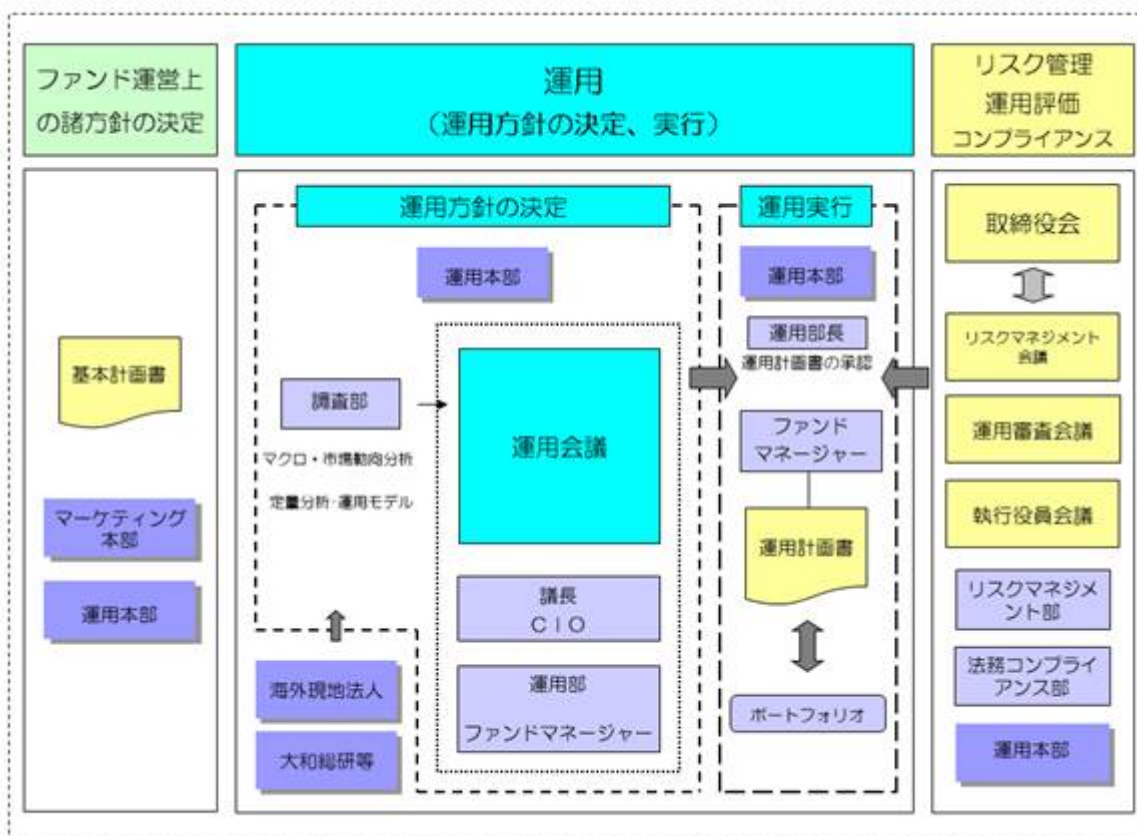 ファンド運営上
の諸方針の決定
運用
（運用方針の決定、実行）
リスク管理
運用評価
コンプライアンス
基本計画書
マーケティング
本部
運用本部
運用方針の決定
運用本部
調査部
マクロ・市場動向分析
定量分析・運用モデル
運用会議
議長
CIO
運用部
ファンドマネージャー
海外現地法人
大和総研等
運用実行
運用本部
運用部長
運用計画書の承認
ファンド
マネージャー
運用計画書
ポートフォリオ
取締役会
リスクマネジメント
会議
運用審査会議
執行役員会議
リスクマネジメ
ント部
法務コンプライ
アンス部
運用本部